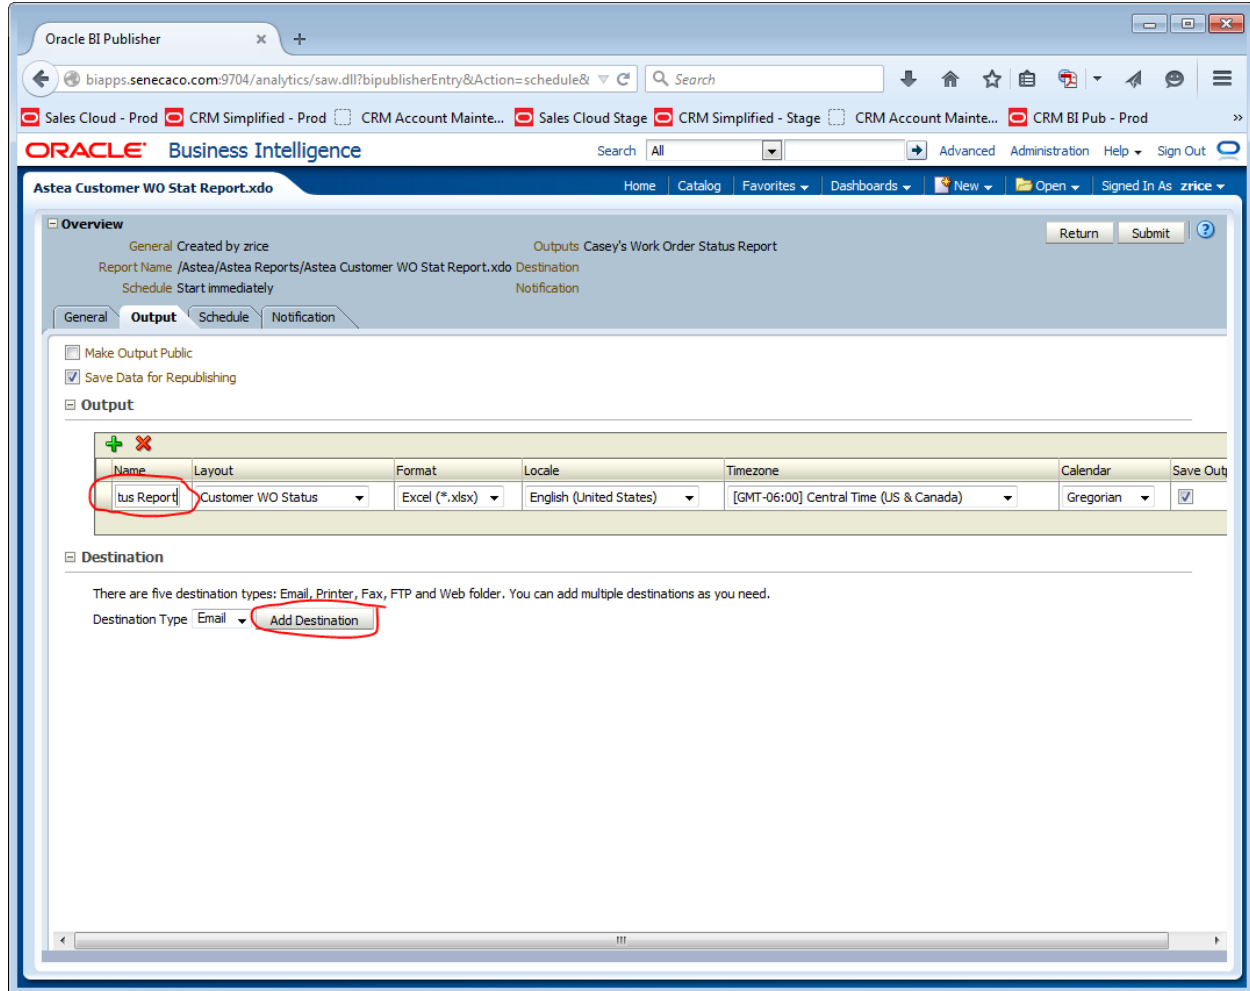 Oracle BI Publisher
biapps.senecaco.com:9704/analytics/saw.dll?bipublisherEntry&Action=schedule& Search
Sales Cloud - Prod CRM Simplified - Prod CRM Account Mainte... Sales Cloud Stage CRM Simplified - Stage CRM Account Mainte... CRM BI Pub - Prod »
ORACLE Business Intelligence Search All Advanced Administration Help Sign Out
Astea Customer WO Stat Report.xdo Home Catalog Favorites Dashboards New Open Signed In As zrice
Overview Return Submit ?
General Created by zrice Outputs Casey's Work Order Status Report
Report Name /Astea/Astea Reports/Astea Customer WO Stat Report.xdo Destination
Schedule Start immediately Notification
General Output Schedule Notification
Make Output Public
Save Data for Republishing
Output
Name Layout Format Locale Timezone Calendar Save Out
tus Report Customer WO Status Excel (*.xlsx) English (United States) [GMT-06:00] Central Time (US & Canada) Gregorian
Destination
There are five destination types: Email, Printer, Fax, FTP and Web folder. You can add multiple destinations as you need.
Destination Type Email Add Destination